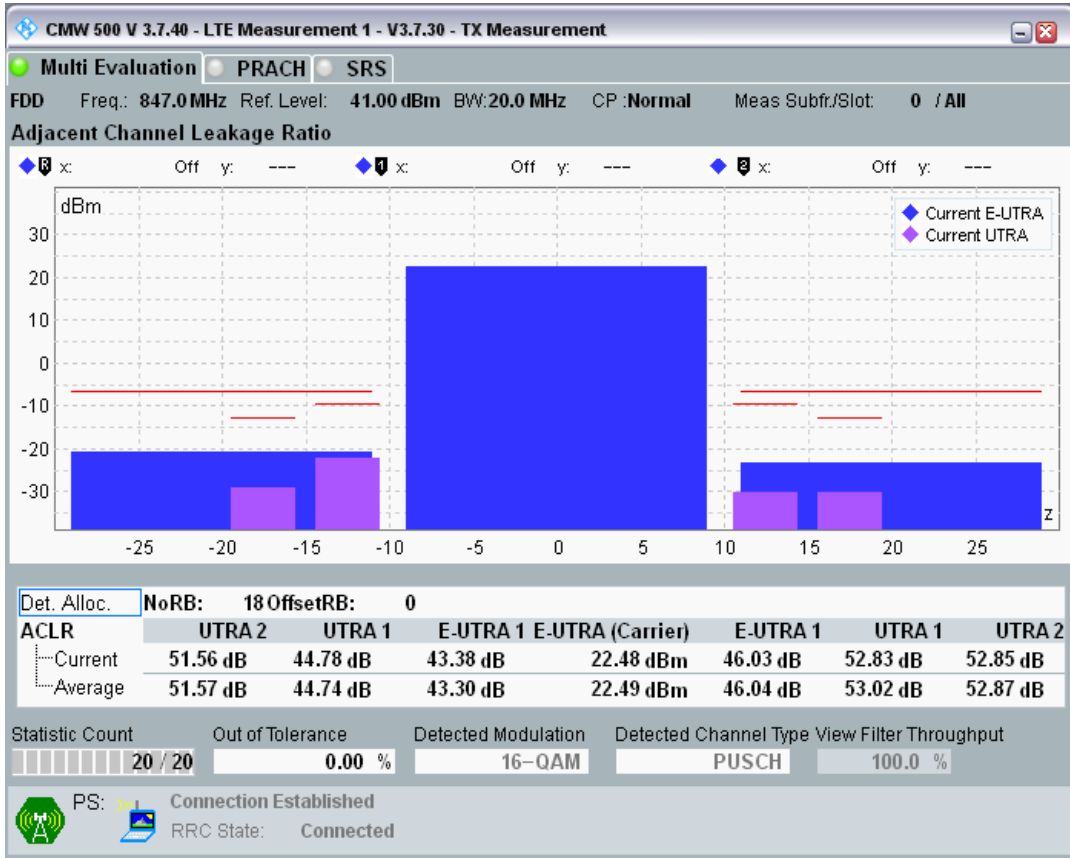 CMW 500 V 3.7.40 - LTE Measurement 1 - V3.7.30 - TX Measurement
Multi Evaluation PRACH SRS
FDD Freq.: 847.0 MHz Ref. Level: 41.00 dBm BW: 20.0 MHz CP : Normal Meas Subfr./Slot: 0 / All
Adjacent Channel Leakage Ratio
R x: Off y: --- 1 x: Off y: --- 2 x: Off y: ---
dBm
Current E-UTRA
Current UTRA
30
20
10
0
-10
-20
-30
z
-25 -20 -15 -10 -5 0 5 10 15 20 25
Det. Alloc. NoRB: 18 OffsetRB: 0
ACLR UTRA 2 UTRA 1 E-UTRA 1 E-UTRA (Carrier) E-UTRA 1 UTRA 1 UTRA 2
Current 51.56 dB 44.78 dB 43.38 dB 22.48 dBm 46.03 dB 52.83 dB 52.85 dB
Average 51.57 dB 44.74 dB 43.30 dB 22.49 dBm 46.04 dB 53.02 dB 52.87 dB
Statistic Count Out of Tolerance Detected Modulation Detected Channel Type View Filter Throughput
20 / 20 0.00 % 16-QAM PUSCH 100.0 %
PS: Connection Established
RRC State: Connected